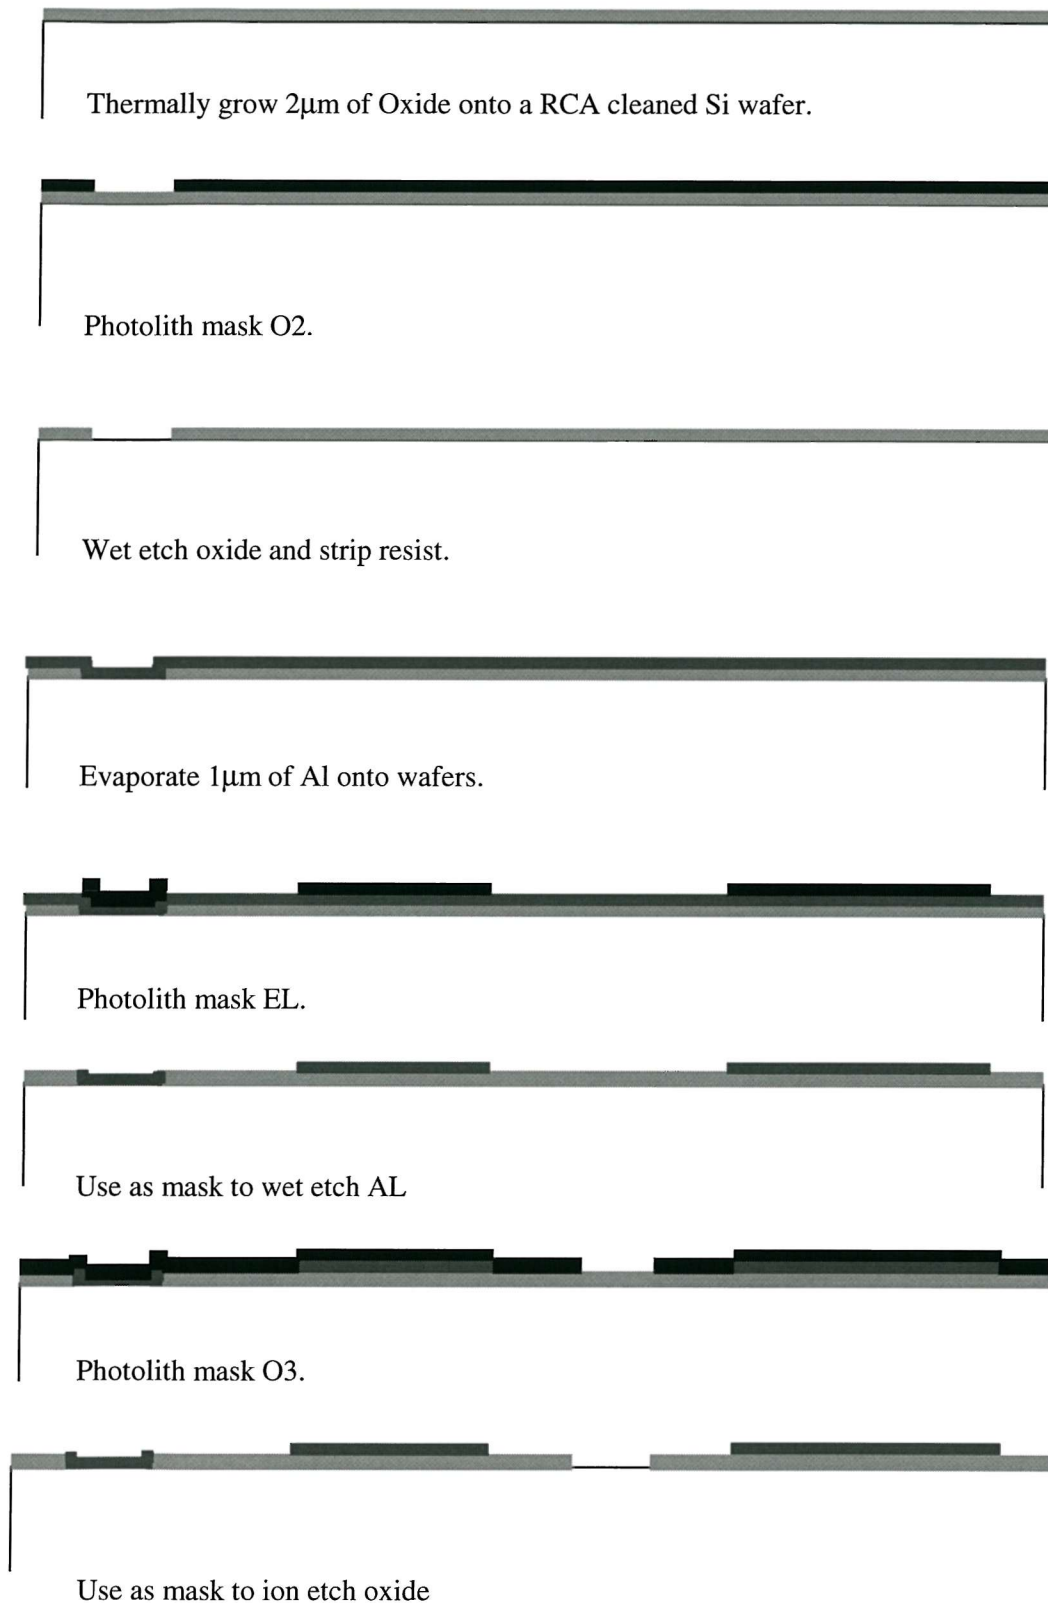 Thermally grow 2μm of Oxide onto a RCA cleaned Si wafer.
Photolith mask O2.
Wet etch oxide and strip resist.
Evaporate 1μm of Al onto wafers.
Photolith mask EL.
Use as mask to wet etch AL
Photolith mask O3.
Use as mask to ion etch oxide